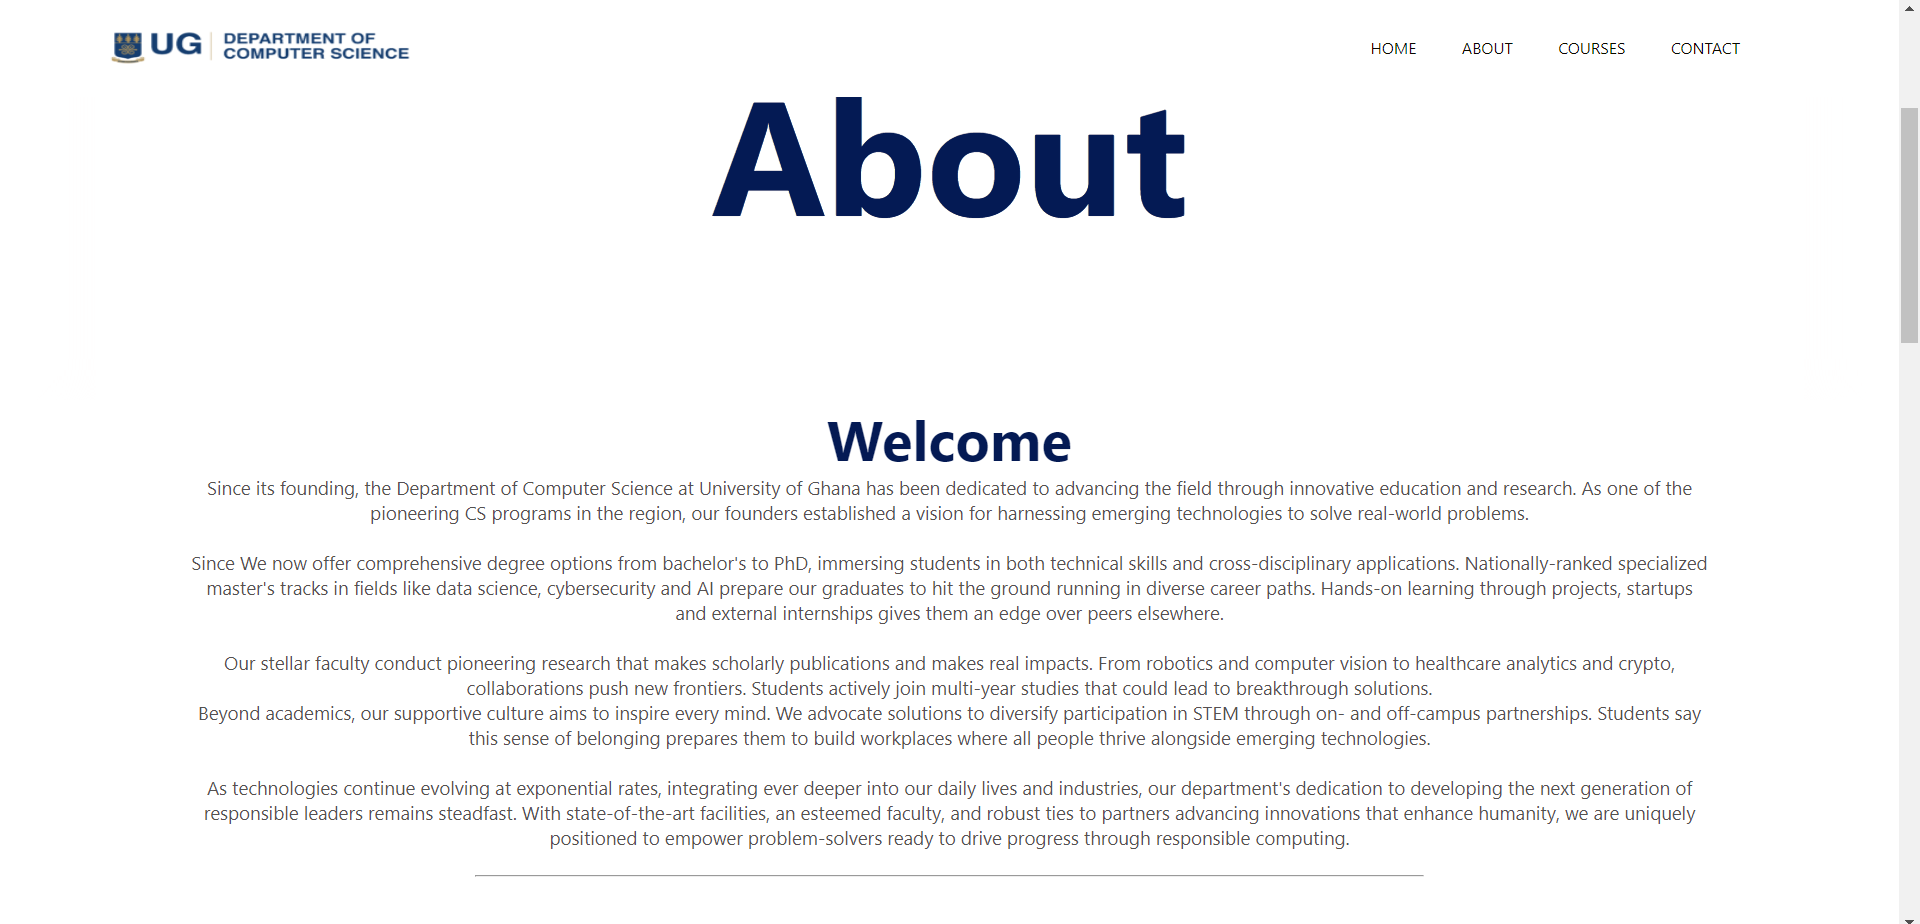 UG
DEPARTMENT OF
COMPUTER SCIENCE
HOME
ABOUT
COURSES
CONTACT
About
Welcome
Since its founding, the Department of Computer Science at University of Ghana has been dedicated to advancing the field through innovative education and research. As one of the
pioneering CS programs in the region, our founders established a vision for harnessing emerging technologies to solve real-world problems.
Since We now offer comprehensive degree options from bachelor's to PhD, immersing students in both technical skills and cross-disciplinary applications. Nationally-ranked specialized
master's tracks in fields like data science, cybersecurity and AI prepare our graduates to hit the ground running in diverse career paths. Hands-on learning through projects, startups
and external internships gives them an edge over peers elsewhere.
Our stellar faculty conduct pioneering research that makes scholarly publications and makes real impacts. From robotics and computer vision to healthcare analytics and crypto,
collaborations push new frontiers. Students actively join multi-year studies that could lead to breakthrough solutions.
Beyond academics, our supportive culture aims to inspire every mind. We advocate solutions to diversify participation in STEM through on- and off-campus partnerships. Students say
this sense of belonging prepares them to build workplaces where all people thrive alongside emerging technologies.
As technologies continue evolving at exponential rates, integrating ever deeper into our daily lives and industries, our department's dedication to developing the next generation of
responsible leaders remains steadfast. With state-of-the-art facilities, an esteemed faculty, and robust ties to partners advancing innovations that enhance humanity, we are uniquely
positioned to empower problem-solvers ready to drive progress through responsible computing.